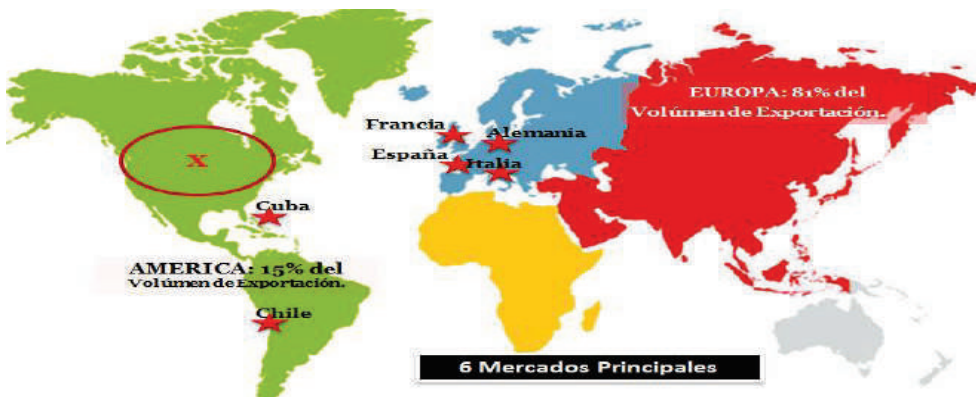 EUROPA: 81% del
Volúmen de Exportación.
Francia
Alemania
España
Italia
X
Cuba
AMERICA: 15% del
Volúmen de Exportación.
Chile
6 Mercados Principales